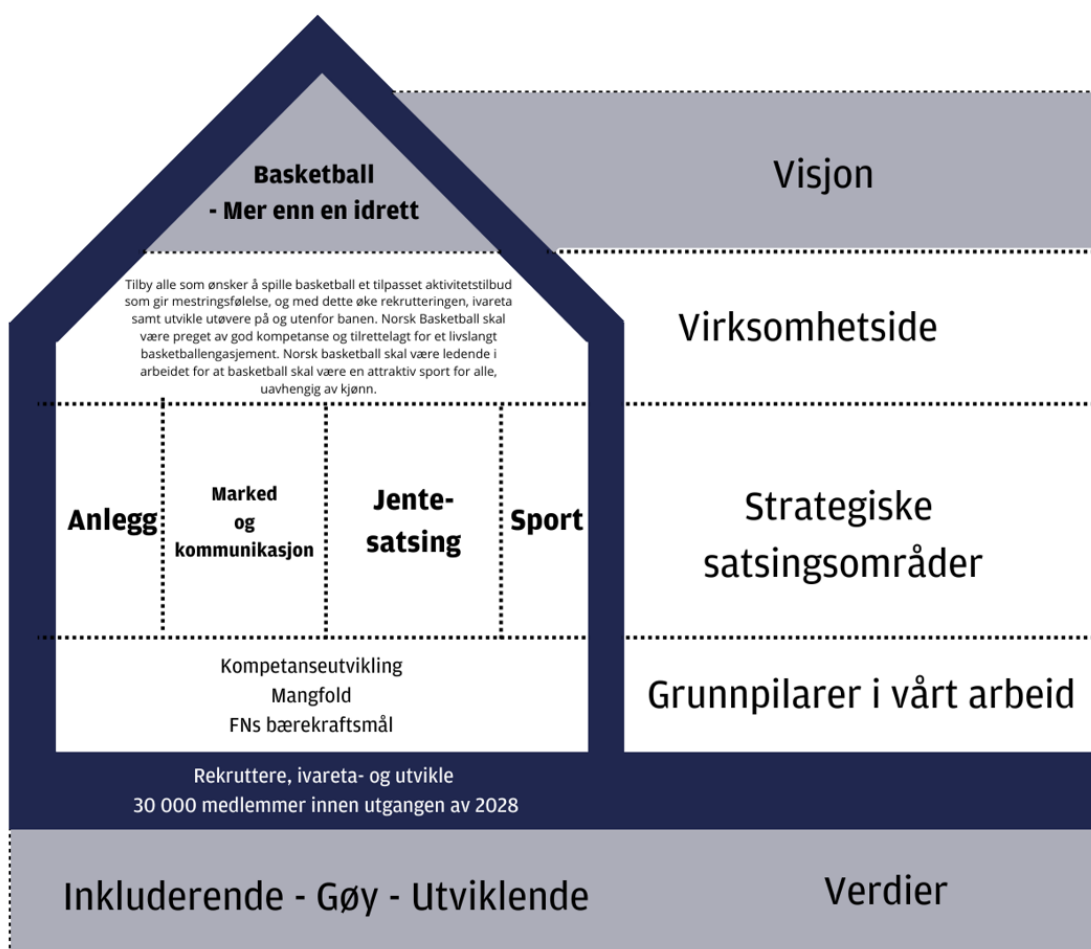 Basketball
- Mer enn en idrett
Visjon
Tilby alle som ønsker å spille basketball et tilpasset aktivitetstilbud
som gir mestringsfølelse, og med dette øke rekrutteringen, ivareta
samt utvikle utøvere på og utenfor banen. Norsk Basketball skal
være preget av god kompetanse og tilrettelagt for et livslangt
basketballengasjement. Norsk basketball skal være ledende i
arbeidet for at basketball skal være en attraktiv sport for alle,
uavhengig av kjønn.
Virksomhetside
Anlegg
Marked
og
kommunikasjon
Jente-
satsing
Sport
Strategiske
satsingsområder
Kompetanseutvikling
Mangfold
FNs bærekraftsmål
Grunnpilarer i vårt arbeid
Rekruttere, ivareta- og utvikle
30 000 medlemmer innen utgangen av 2028
Inkluderende - Gøy - Utviklende
Verdier